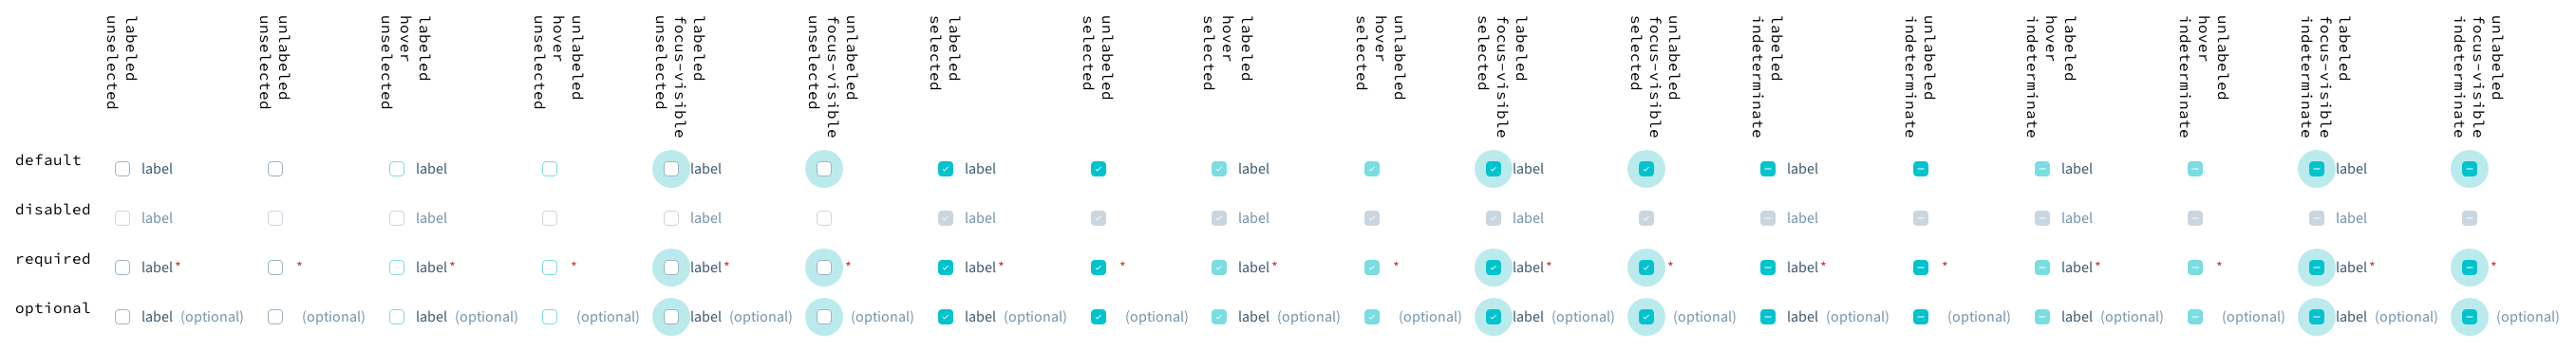 labeled
unselected
unlabeled
unselected
labeled
hover
unselected
unlabeled
hover
unselected
labeled
focus-visible
unselected
unlabeled
focus-visible
unselected
labeled
selected
unlabeled
selected
labeled
hover
selected
unlabeled
hover
selected
labeled
focus-visible
selected
unlabeled
focus-visible
selected
labeled
indeterminate
unlabeled
indeterminate
labeled
hover
indeterminate
unlabeled
hover
indeterminate
labeled
focus-visible
indeterminate
unlabeled
focus-visible
indeterminate
default label label label label label label label label label
disabled label label label label label label label label label
required label* * label* * label* * label* * label* * label* * label* * label* * label* *
optional label (optional) (optional) label (optional) (optional) label (optional) (optional) label (optional) (optional) label (optional) (optional) label (optional) (optional) label (optional) (optional) label (optional) (optional) label (optional) (optional)